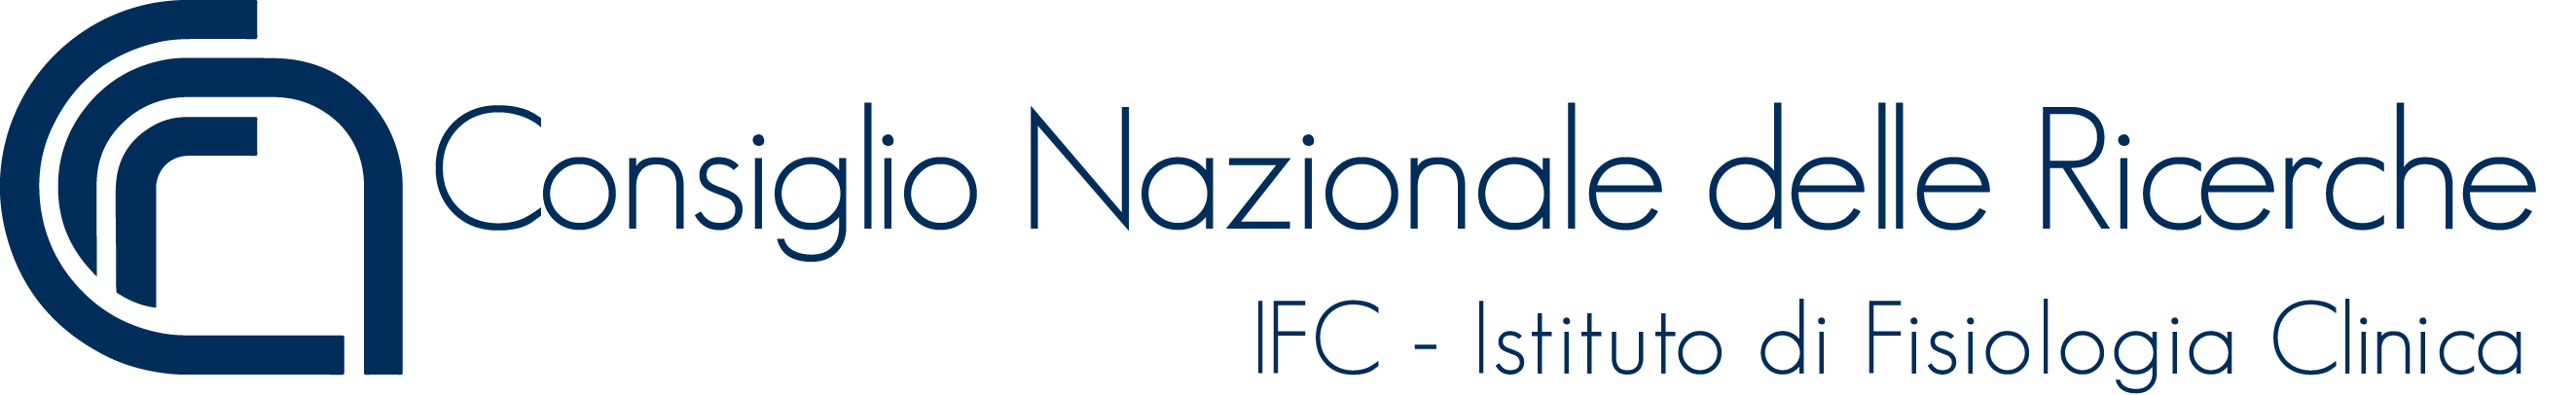 Consiglio Nazionale delle Ricerche
IFC - Istituto di Fisiologia Clinica